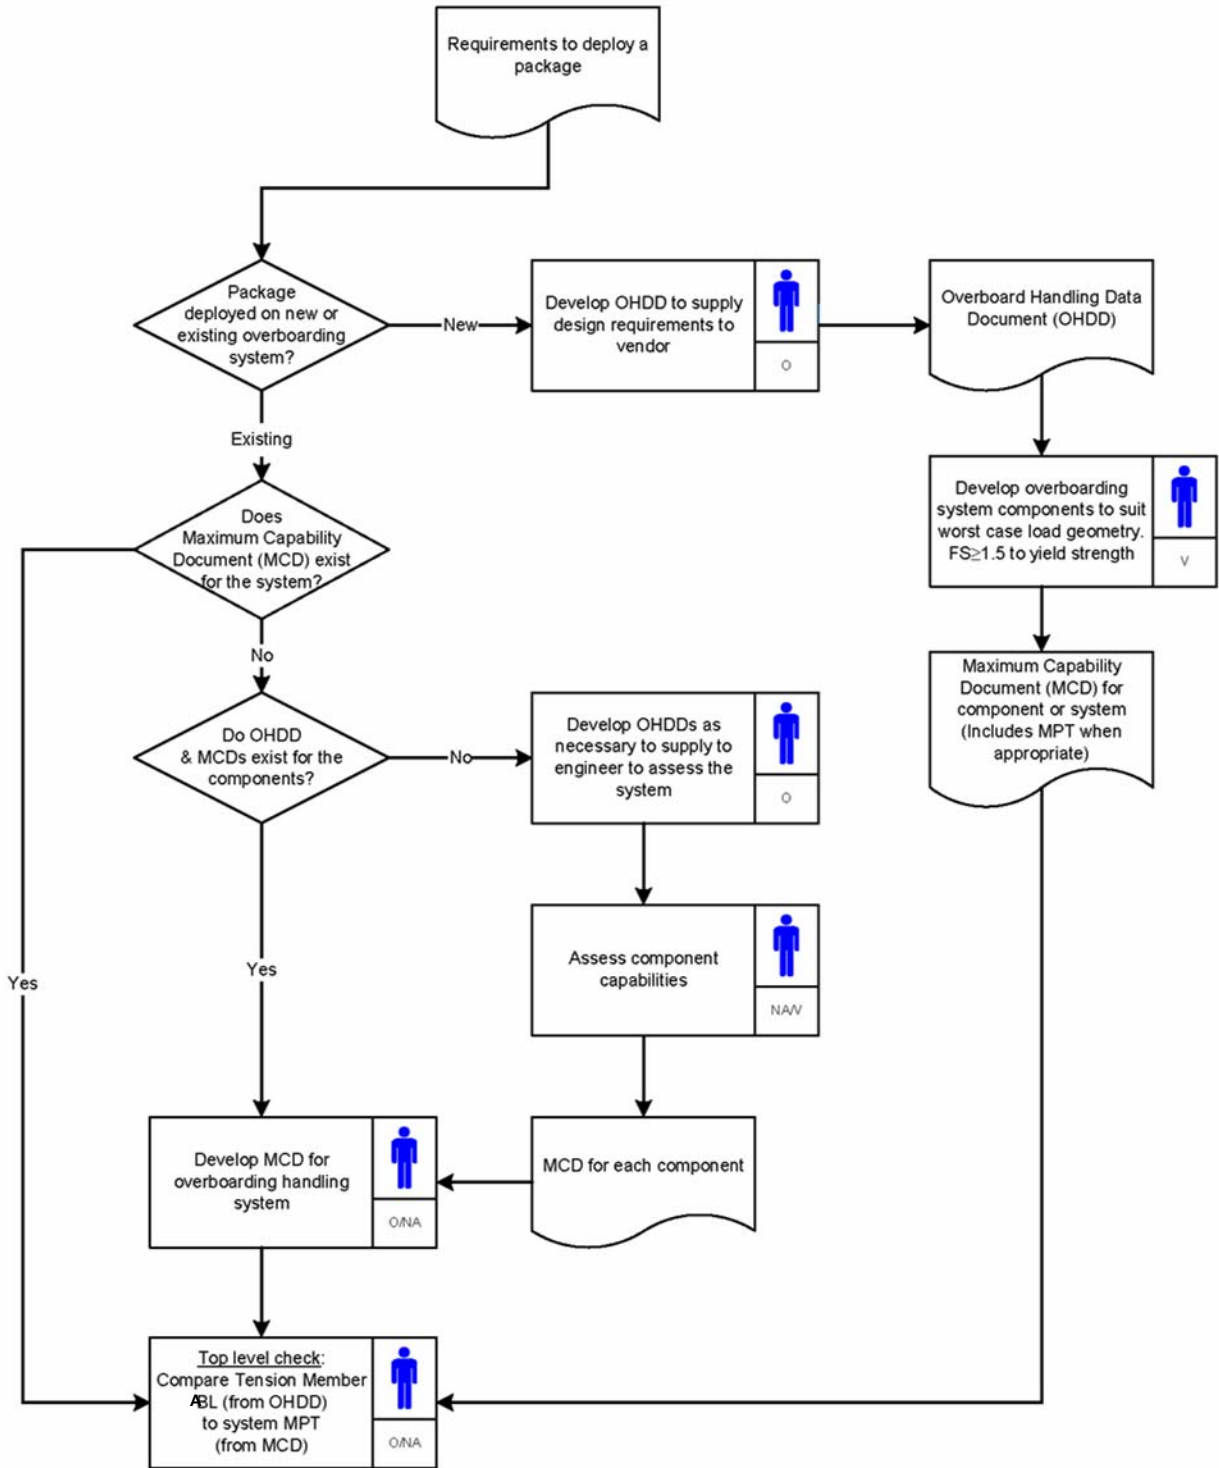 Requirements to deploy a
package
Package
deployed on new or
existing overboarding
system?
New
Develop OHDD to supply
design requirements to
vendor
O
Overboard Handling Data
Document (OHDD)
Existing
Does
Maximum Capability
Document (MCD) exist
for the system?
Develop overboarding
system components to suit
worst case load geometry.
FS≥1.5 to yield strength
V
No
Maximum Capability
Document (MCD) for
component or system
(Includes MPT when
appropriate)
Do OHDD
& MCDs exist for the
components?
No
Develop OHDDs as
necessary to supply to
engineer to assess the
system
O
Yes
Yes
Assess component
capabilities
NA/V
Develop MCD for
overboarding handling
system
O/NA
MCD for each component
Top level check:
Compare Tension Member
ABL (from OHDD)
to system MPT
(from MCD)
O/NA